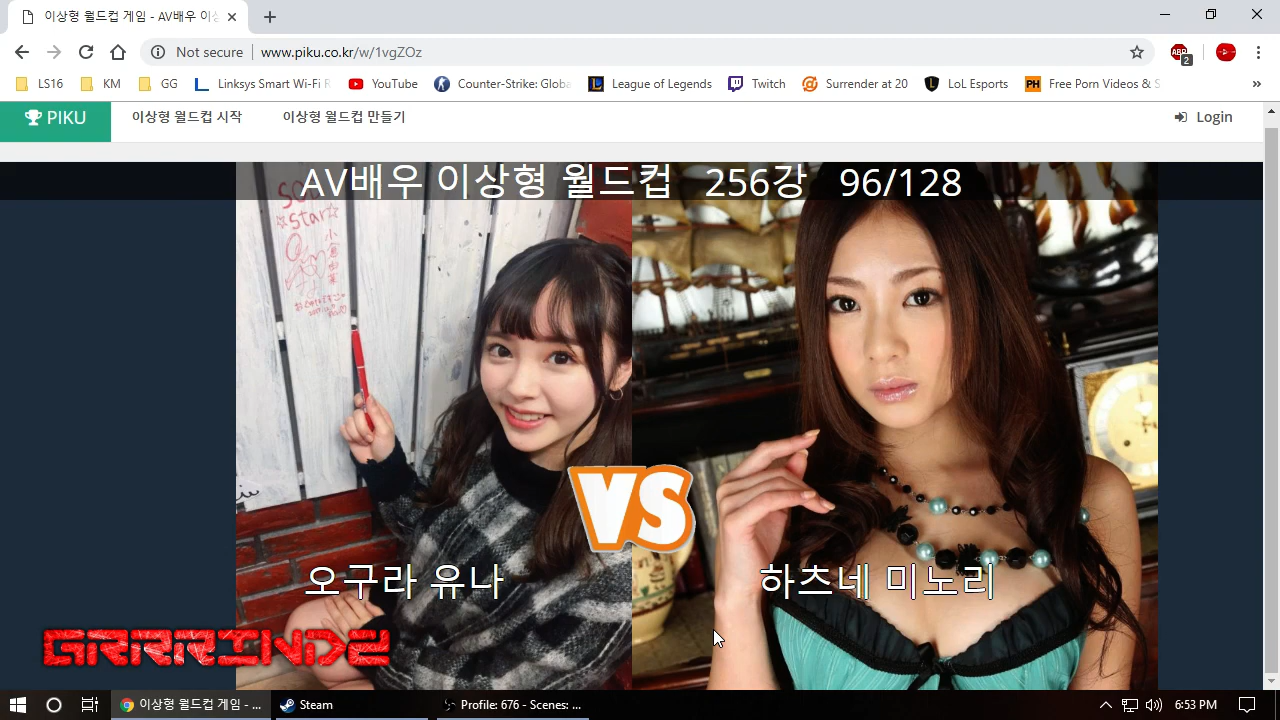 이상형 월드컵 게임 - AV배우 이상
Not secure
www.piku.co.kr/w/1vgZOz
ABP
2
LS16
KM
GG
Linksys Smart Wi-Fi R
YouTube
Counter-Strike: Globa
League of Legends
Twitch
Surrender at 20
LoL Esports
PH
Free Porn Videos & S
»
PIKU
이상형 월드컵 시작
이상형 월드컵 만들기
Login
AV배우 이상형 월드컵 256강 96/128
star
VS
오구라 유나
하츠네 미노리
GRRRINDZ
이상형 월드컵 게임 - ...
Steam
Profile: 676 - Scenes: ...
6:53 PM